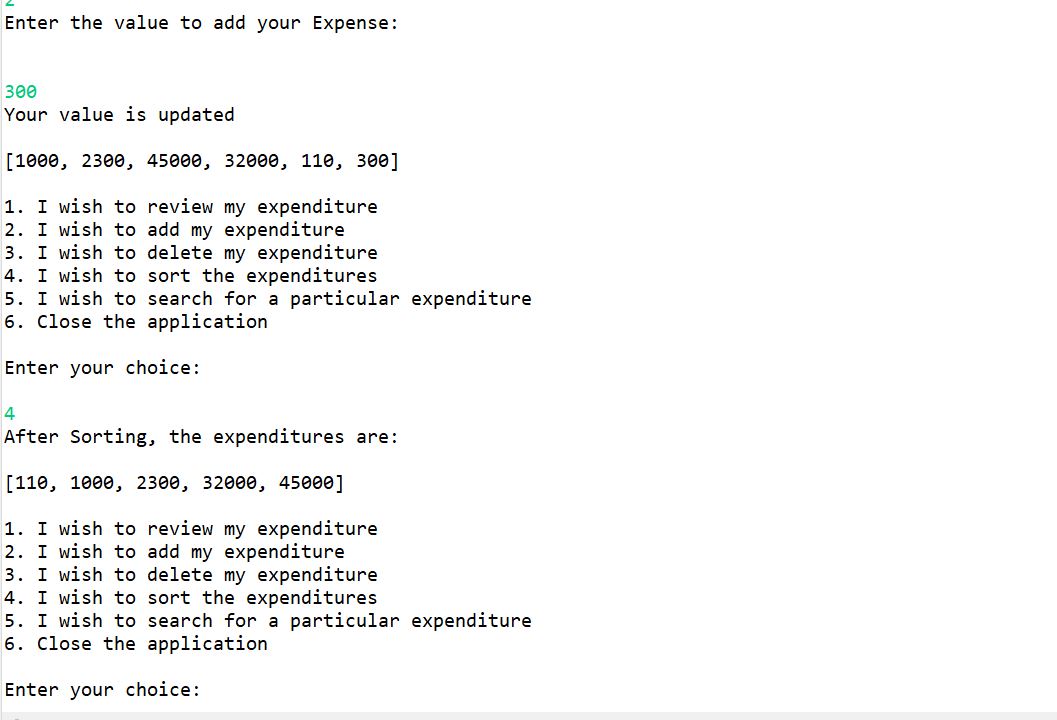 2
Enter the value to add your Expense:
300
Your value is updated
[1000, 2300, 45000, 32000, 110, 300]
1. I wish to review my expenditure
2. I wish to add my expenditure
3. I wish to delete my expenditure
4. I wish to sort the expenditures
5. I wish to search for a particular expenditure
6. Close the application
Enter your choice:
4
After Sorting, the expenditures are:
[110, 1000, 2300, 32000, 45000]
1. I wish to review my expenditure
2. I wish to add my expenditure
3. I wish to delete my expenditure
4. I wish to sort the expenditures
5. I wish to search for a particular expenditure
6. Close the application
Enter your choice: